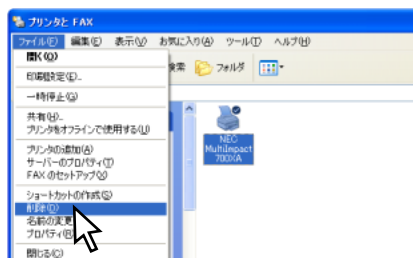 プリンタと FAX
ファイル(F) 編集(E) 表示(V) お気に入り(A) ツール(T) ヘルプ(H)
開く(O)
検索 フォルダ
印刷設定(E)...
一時停止(G)
共有(H)...
プリンタをオフラインで使用する(U)
プリンタの追加(A)
サーバーのプロパティ(T)
FAX のセットアップ(X)
ショートカットの作成(S)
削除(D)
名前の変更
プロパティ(R)
閉じる(C)
NEC
MultiImpact
700XA